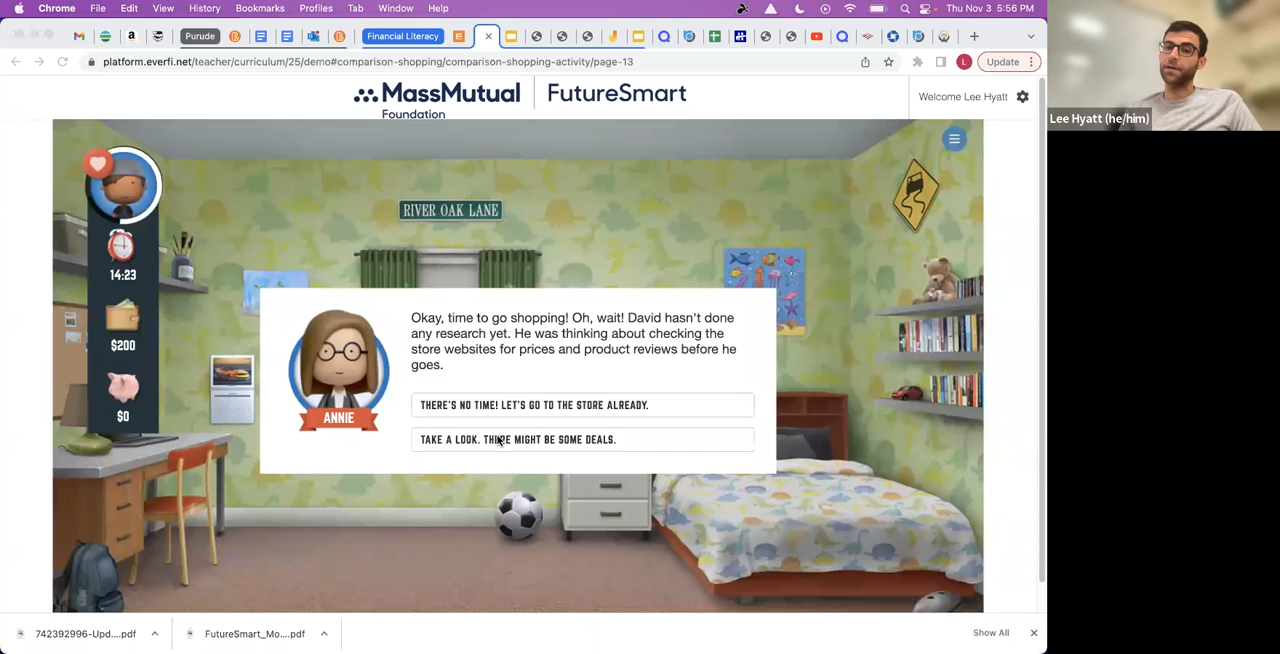 Chrome File Edit View History Bookmarks Profiles Tab Window Help Thu Nov 3 5:56 PM
Purude Financial Literacy
platform.everfi.net/teacher/curriculum/25/demo#comparison-shopping/comparison-shopping-activity/page-13 L Update
MassMutual FutureSmart
Foundation
Welcome Lee Hyatt
Lee Hyatt (he/him)
RIVER OAK LANE
14:23
$200
$0
Okay, time to go shopping! Oh, wait! David hasn't done
any research yet. He was thinking about checking the
store websites for prices and product reviews before he
goes.
ANNIE
THERE'S NO TIME! LET'S GO TO THE STORE ALREADY.
TAKE A LOOK. THERE MIGHT BE SOME DEALS.
742392996-Upd....pdf FutureSmart_Mo....pdf Show All